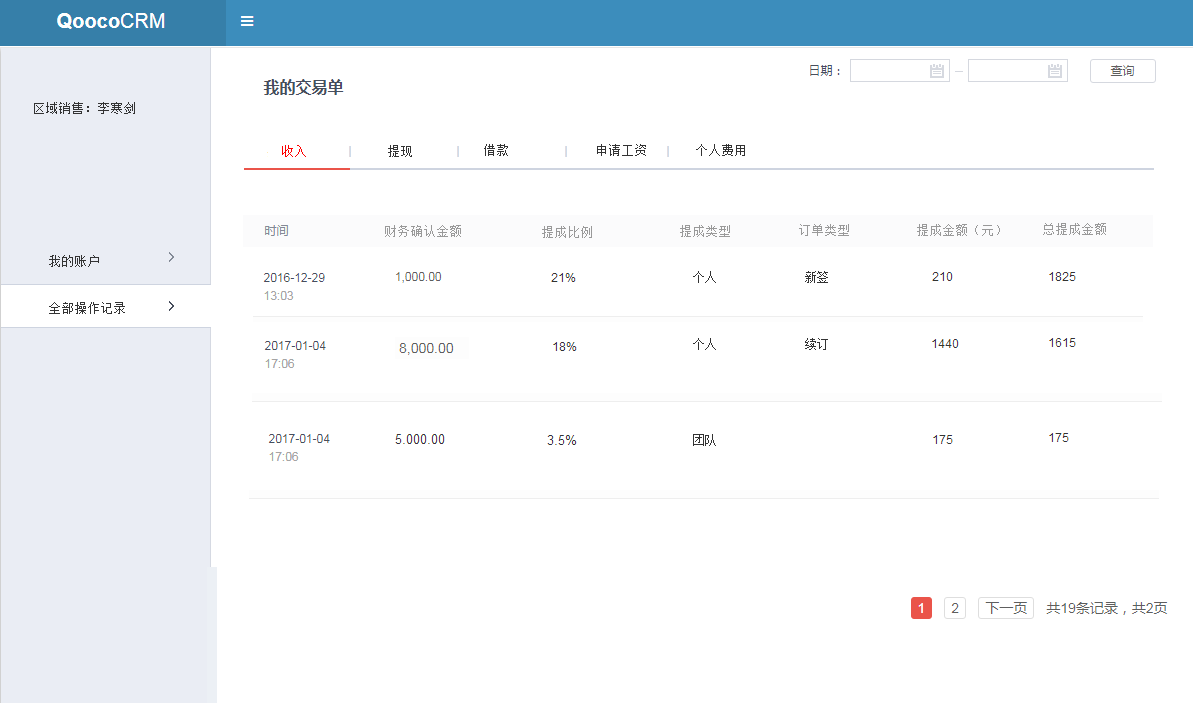 QoocoCRM
日期：
–
查询
我的交易单
区域销售：李寒剑
收入 | 提现 | 借款 | 申请工资 | 个人费用
时间 财务确认金额 提成比例 提成类型 订单类型 提成金额（元） 总提成金额
我的账户
2016-12-29 1,000.00 21% 个人 新签 210 1825
13:03
全部操作记录
2017-01-04 8,000.00 18% 个人 续订 1440 1615
17:06
2017-01-04 5.000.00 3.5% 团队 175 175
17:06
1 2 下一页 共19条记录，共2页